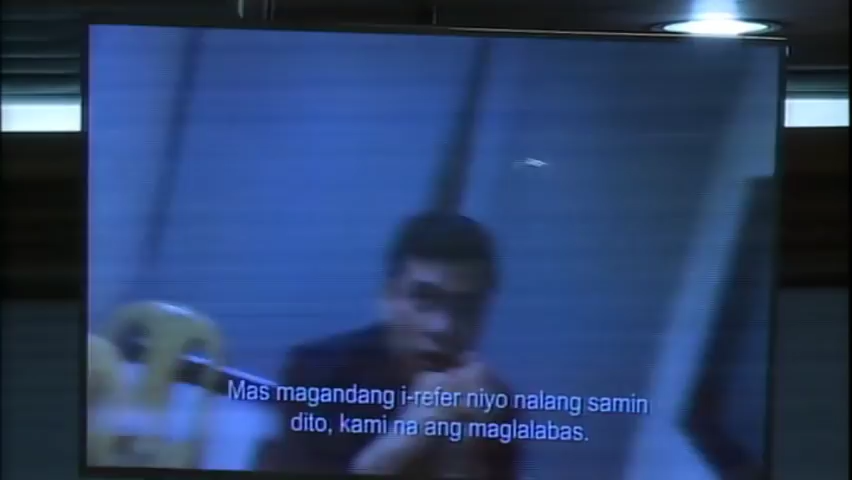 Mas magandang i-refer niyo nalang samin
dito, kami na ang maglalabas.